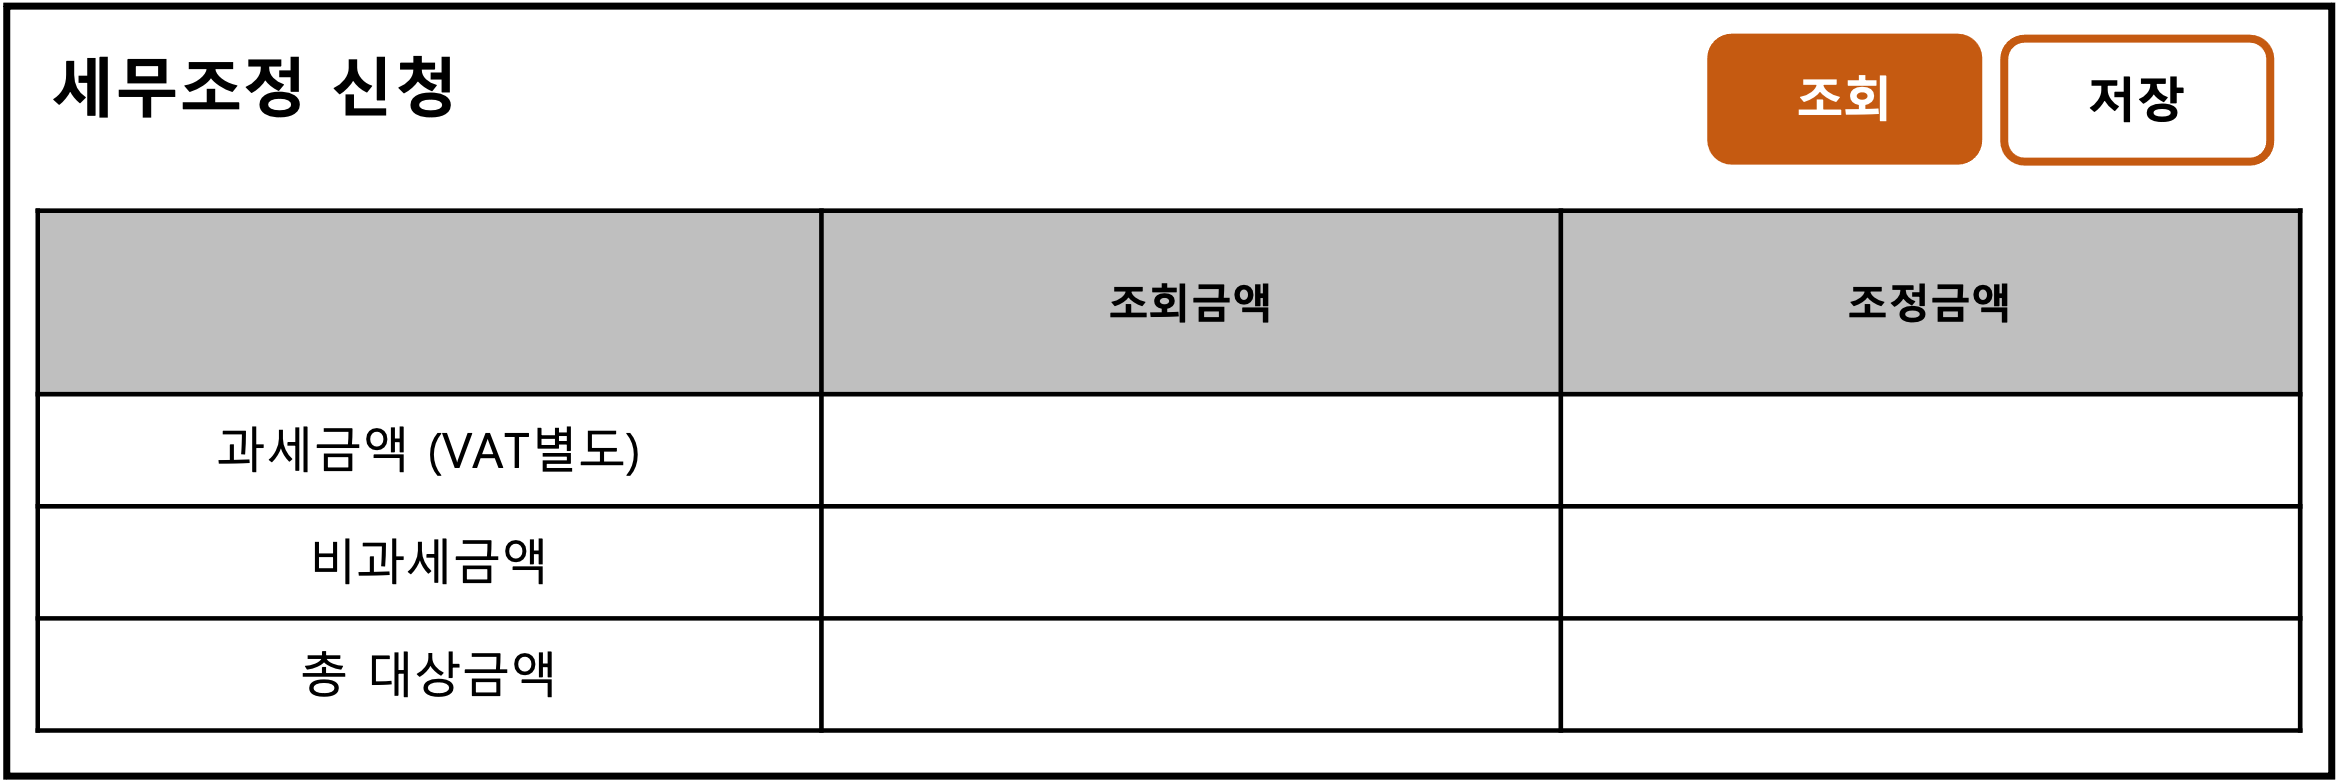 세무조정 신청
조회 저장
조회금액 조정금액
과세금액 (VAT별도)
비과세금액
총 대상금액